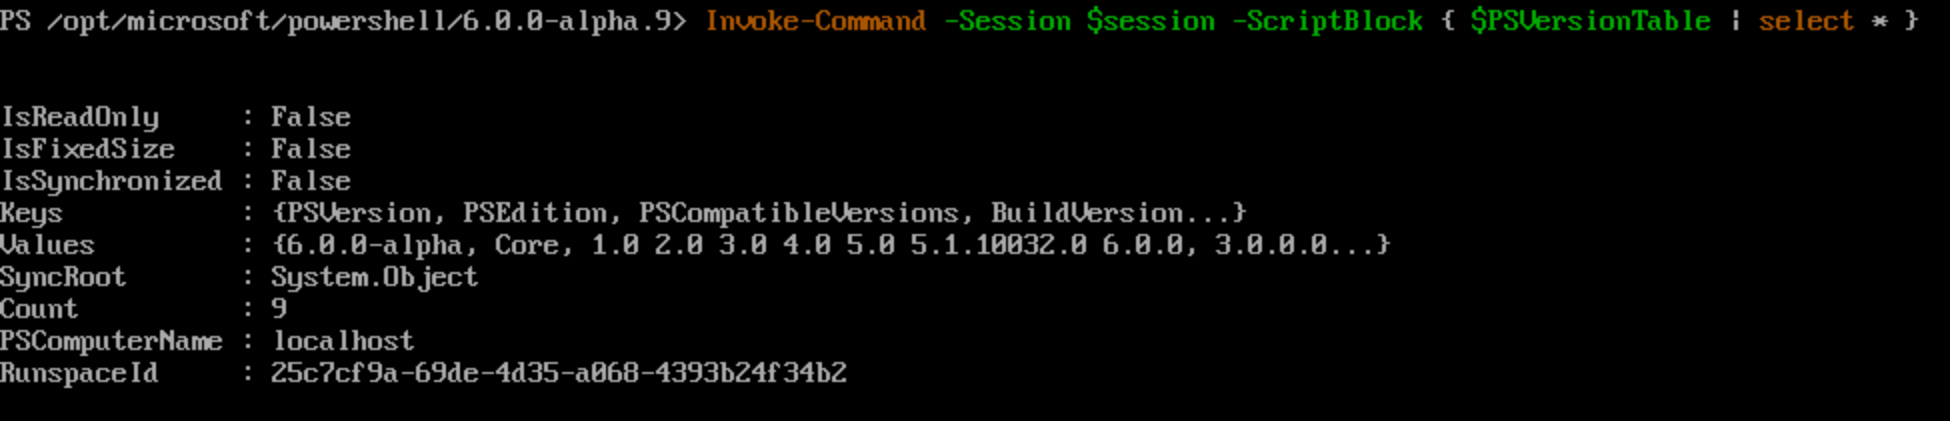 PS /opt/microsoft/powershell/6.0.0-alpha.9> Invoke-Command -Session $session -ScriptBlock { $PSVersionTable | select * }
IsReadOnly     : False
IsFixedSize    : False
IsSynchronized : False
Keys           : {PSVersion, PSEdition, PSCompatibleVersions, BuildVersion...}
Values         : {6.0.0-alpha, Core, 1.0 2.0 3.0 4.0 5.0 5.1.10032.0 6.0.0, 3.0.0.0...}
SyncRoot       : System.Object
Count          : 9
PSComputerName : localhost
RunspaceId     : 25c7cf9a-69de-4d35-a068-4393b24f34b2